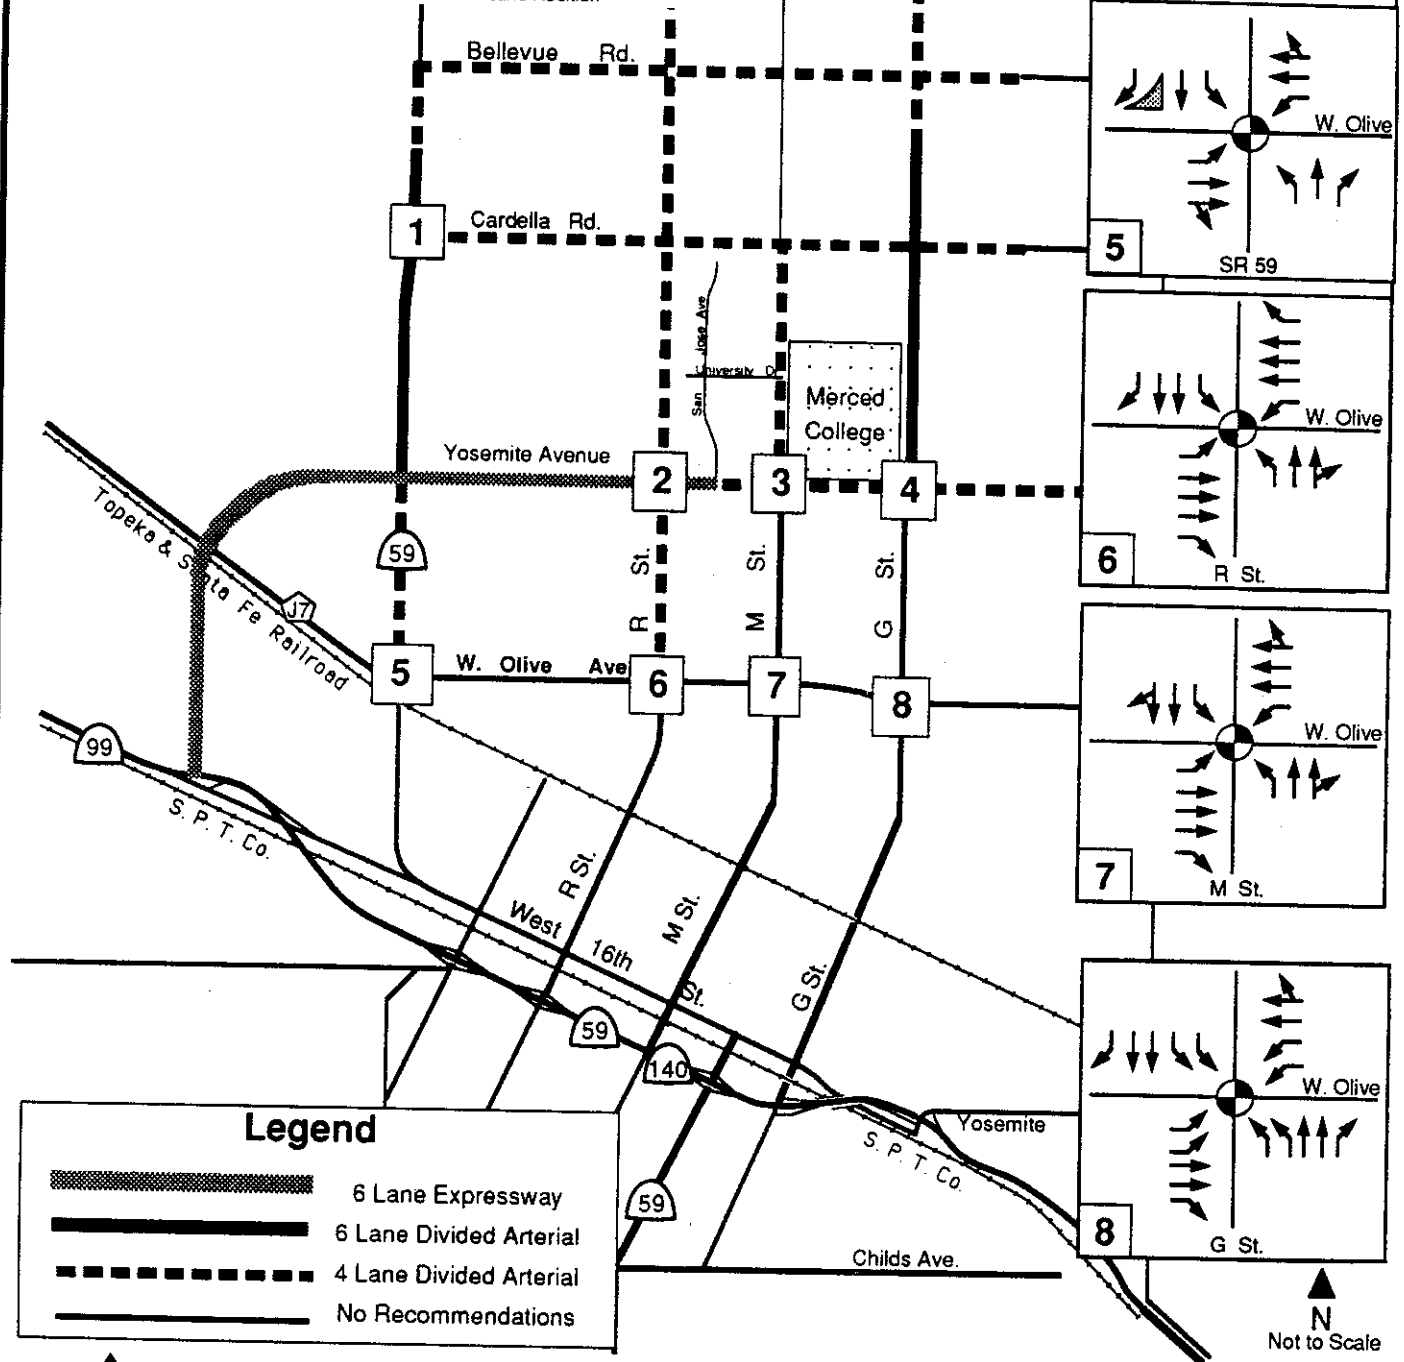 Bellevue Rd.
W. Olive
1
Cardella Rd.
5
SR 59
San Jose Ave
University D
Merced
College
W. Olive
Yosemite Avenue
2
3
4
Topeka & Santa Fe Railroad
59
R St.
M St.
G St.
6
R St.
J7
5
W. Olive Ave
6
7
8
W. Olive
99
S. P. T. Co.
7
M St.
R St.
M St.
West 16th St.
G St.
59
140
W. Olive
Yosemite
S. P. T. Co.
59
8
G St.
Childs Ave.
Legend
6 Lane Expressway
6 Lane Divided Arterial
4 Lane Divided Arterial
No Recommendations
N
Not to Scale